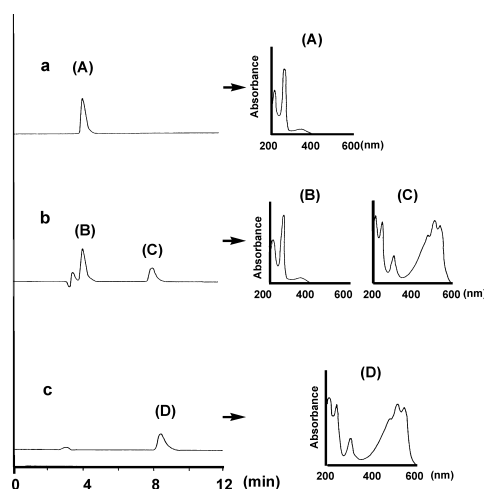 a
(A)
(A)
Absorbance
200 400 600(nm)
b
(B)
(C)
(B)
Absorbance
200 400 600
(C)
200 400 600 (nm)
c
(D)
(D)
Absorbance
200 400 600 (nm)
0 4 8 12 (min)